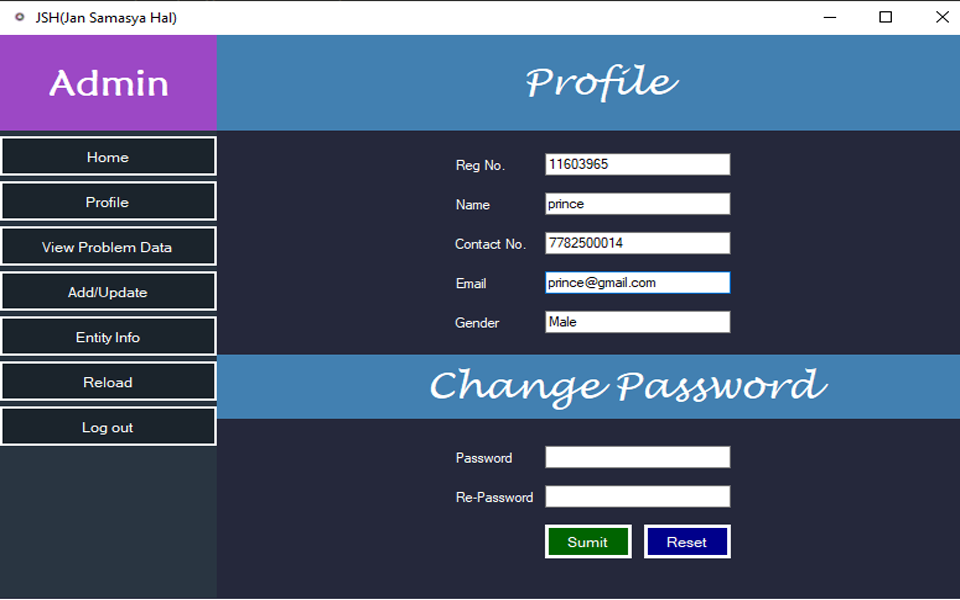 JSH(Jan Samasya Hal)
Admin
Profile
Home
Profile
View Problem Data
Add/Update
Entity Info
Reload
Log out
Reg No. 11603965
Name prince
Contact No. 7782500014
Email prince@gmail.com
Gender Male
Change Password
Password
Re-Password
Sumit Reset